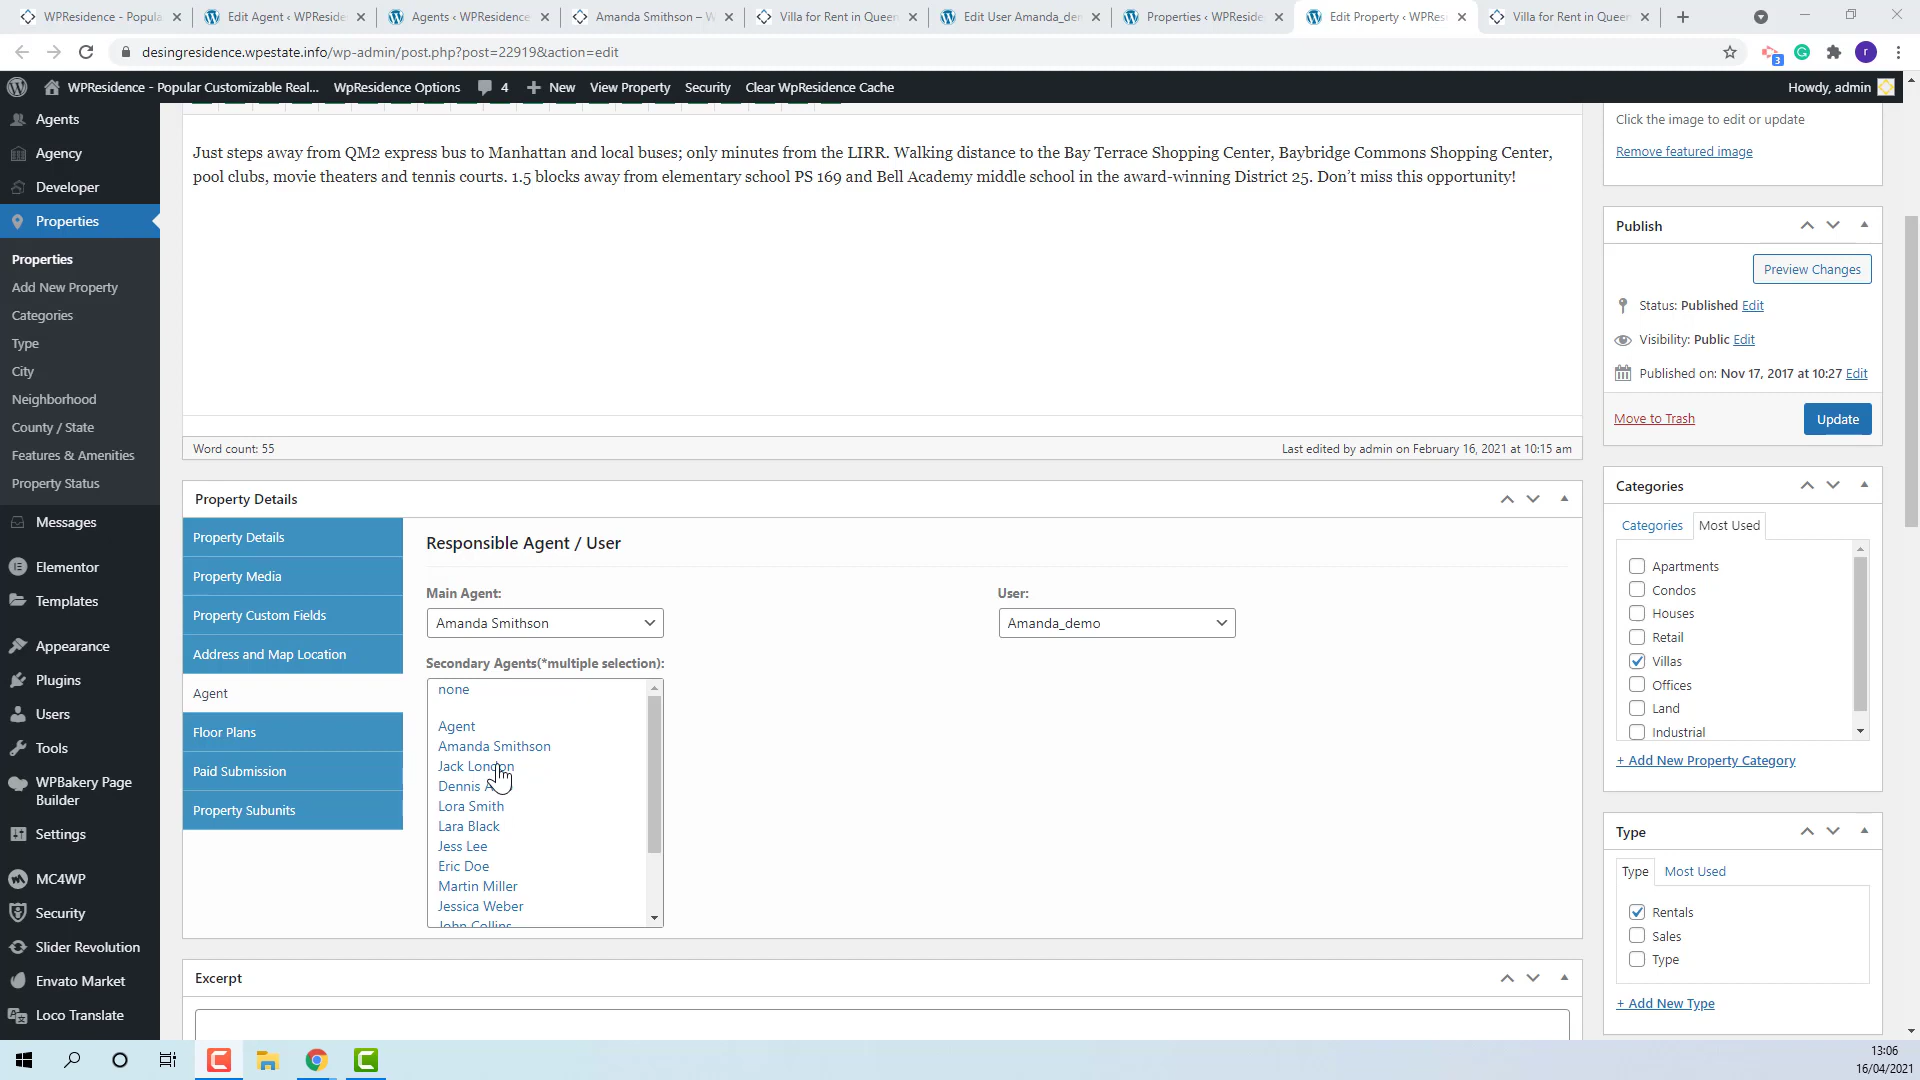 WPResidence - Popula
Edit Agent ‹ WPReside
Agents ‹ WPResidence
Amanda Smithson – W
Villa for Rent in Queen
Edit User Amanda_den
Properties ‹ WPReside
Edit Property ‹ WPRes
Villa for Rent in Queen
desingresidence.wpestate.info/wp-admin/post.php?post=22919&action=edit
3
r
WPResidence - Popular Customizable Real...
WpResidence Options
4
New
View Property
Security
Clear WpResidence Cache
Howdy, admin
Agents
Agency
Developer
Properties
Properties
Add New Property
Categories
Type
City
Neighborhood
County / State
Features & Amenities
Property Status
Messages
Elementor
Templates
Appearance
Plugins
Users
Tools
WPBakery Page
Builder
Settings
MC4WP
Security
Slider Revolution
Envato Market
Loco Translate
Just steps away from QM2 express bus to Manhattan and local buses; only minutes from the LIRR. Walking distance to the Bay Terrace Shopping Center, Baybridge Commons Shopping Center,
pool clubs, movie theaters and tennis courts. 1.5 blocks away from elementary school PS 169 and Bell Academy middle school in the award-winning District 25. Don’t miss this opportunity!
Word count: 55
Last edited by admin on February 16, 2021 at 10:15 am
Property Details
Property Details
Property Media
Property Custom Fields
Address and Map Location
Agent
Floor Plans
Paid Submission
Property Subunits
Responsible Agent / User
Main Agent:
Amanda Smithson
User:
Amanda_demo
Secondary Agents(*multiple selection):
none
Agent
Amanda Smithson
Jack London
Dennis
Lora Smith
Lara Black
Jess Lee
Eric Doe
Martin Miller
Jessica Weber
John Collins
Excerpt
Click the image to edit or update
Remove featured image
Publish
Preview Changes
Status: Published Edit
Visibility: Public Edit
Published on: Nov 17, 2017 at 10:27 Edit
Move to Trash
Update
Categories
Categories
Most Used
Apartments
Condos
Houses
Retail
Villas
Offices
Land
Industrial
+ Add New Property Category
Type
Type
Most Used
Rentals
Sales
Type
+ Add New Type
13:06
16/04/2021